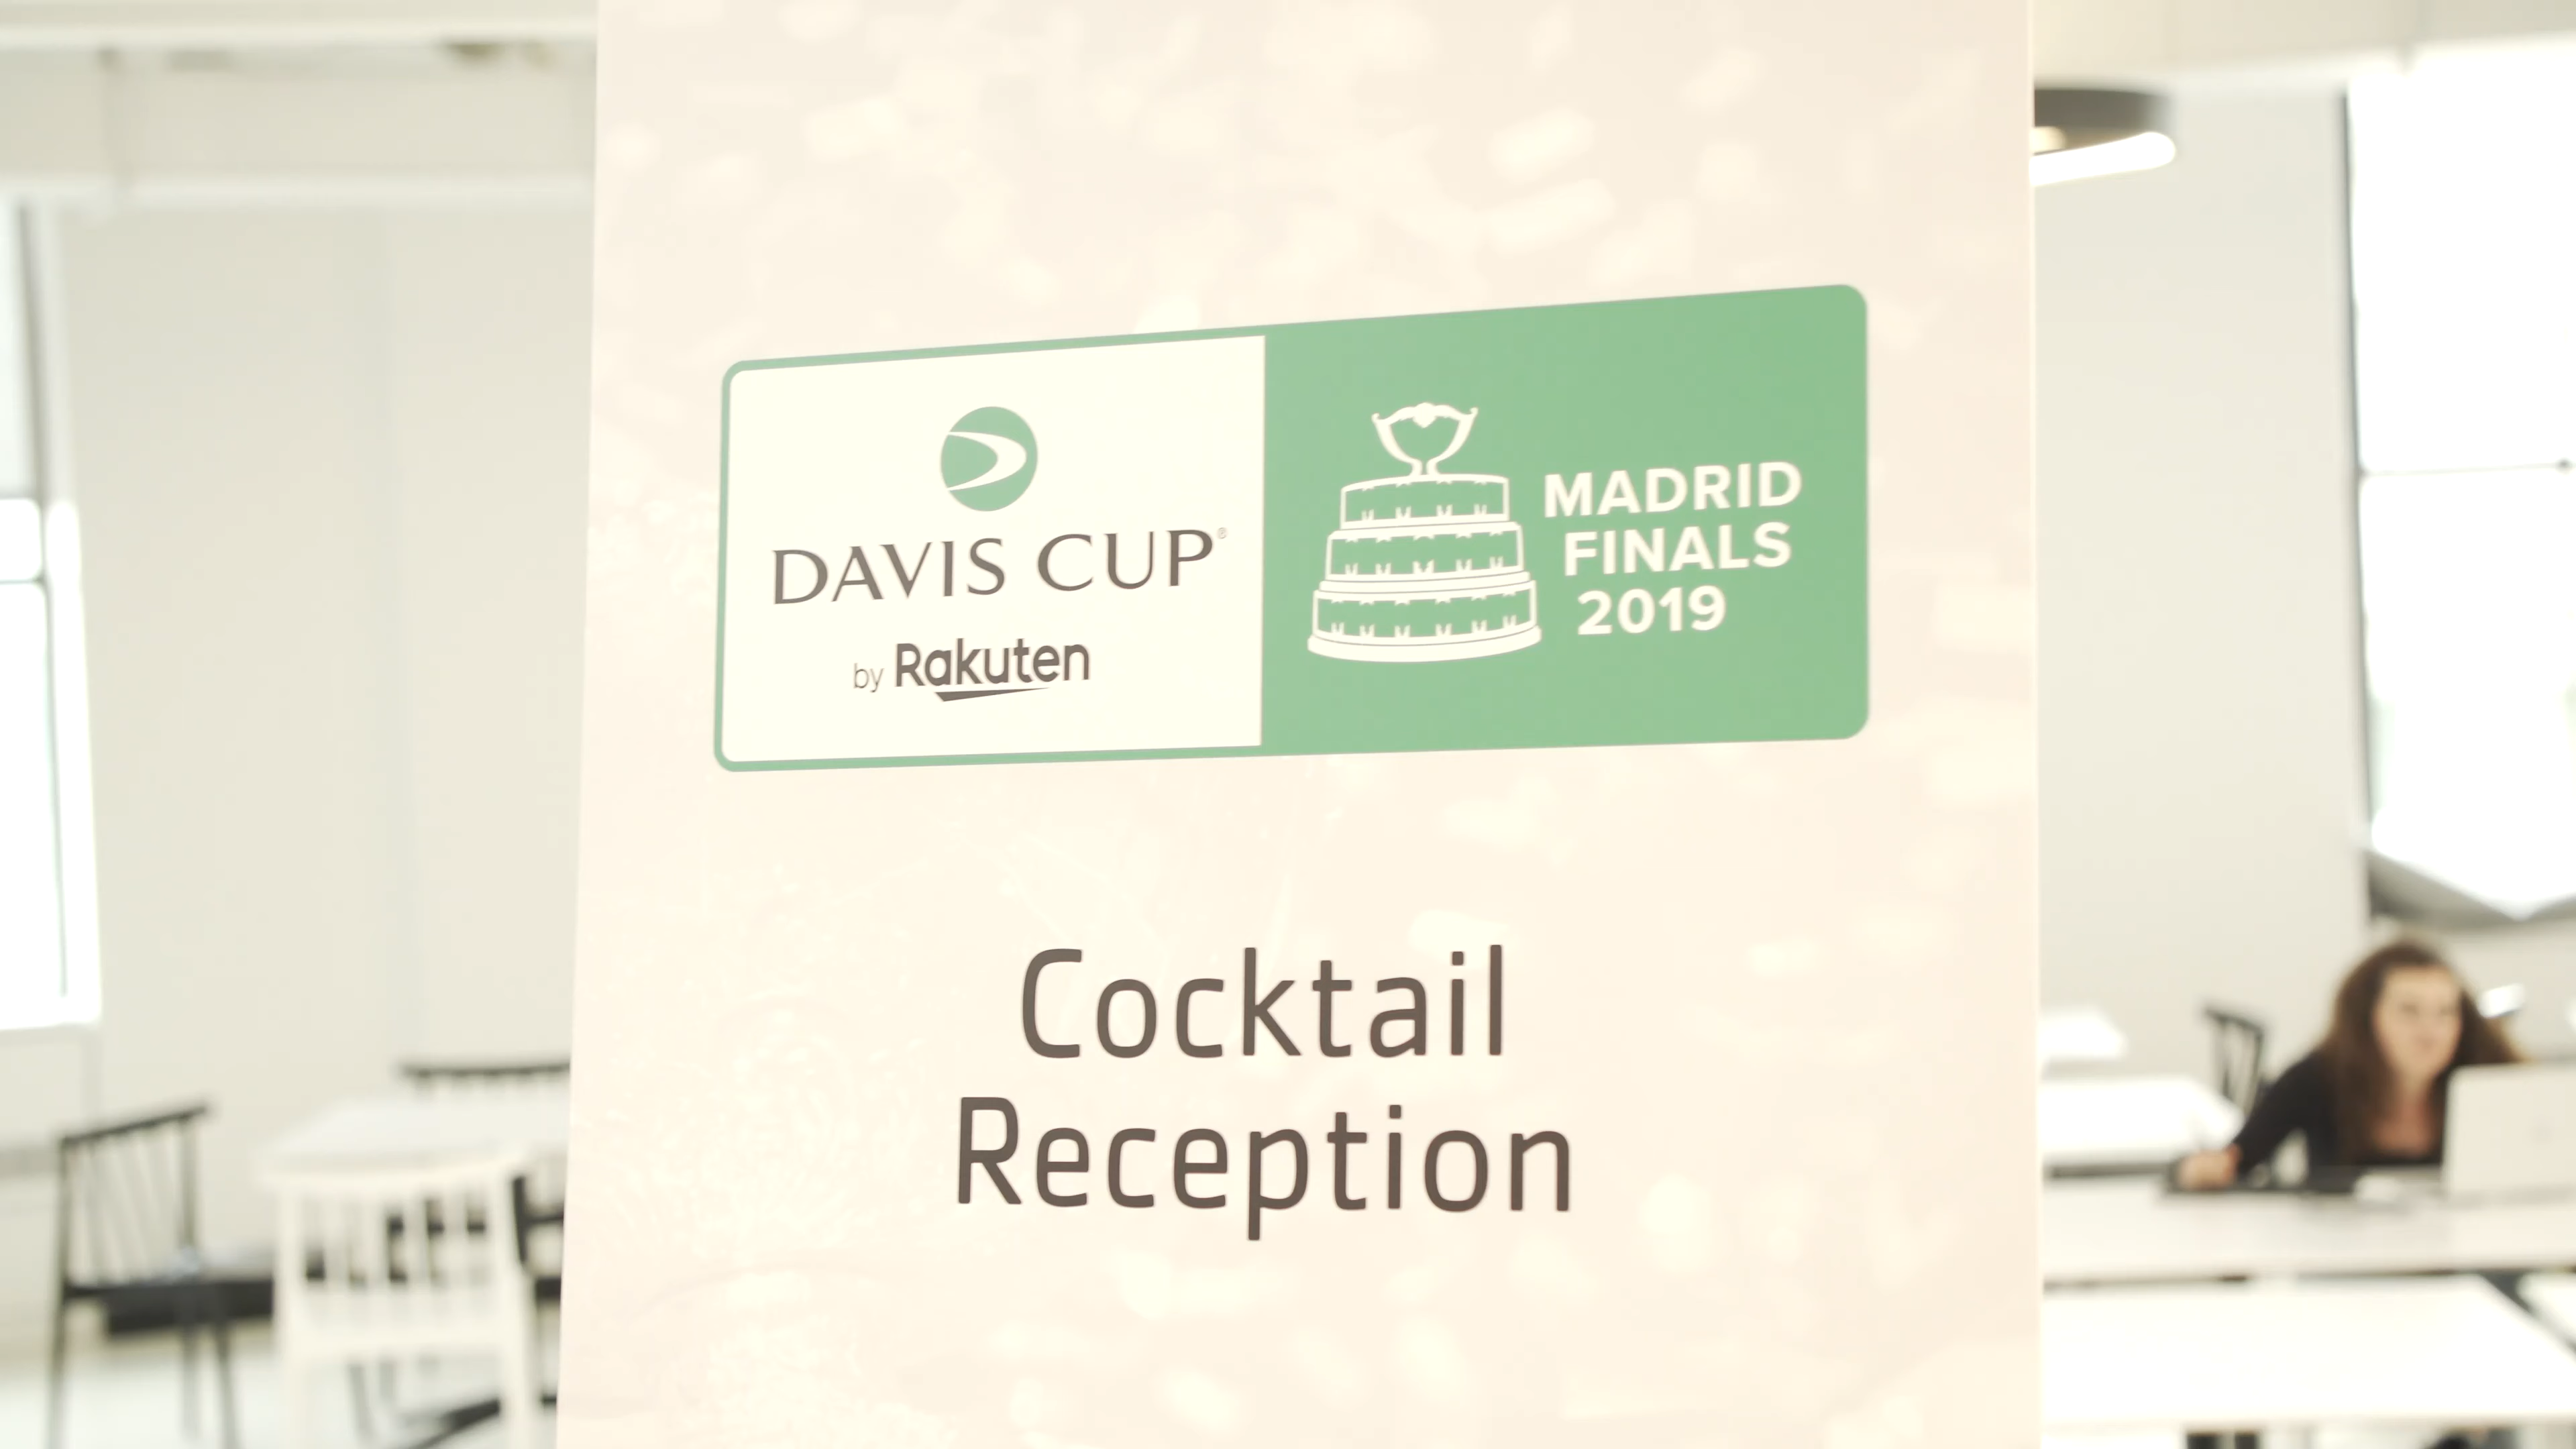 DAVIS CUP®
by Rakuten
MADRID
FINALS
2019
Cocktail
Reception